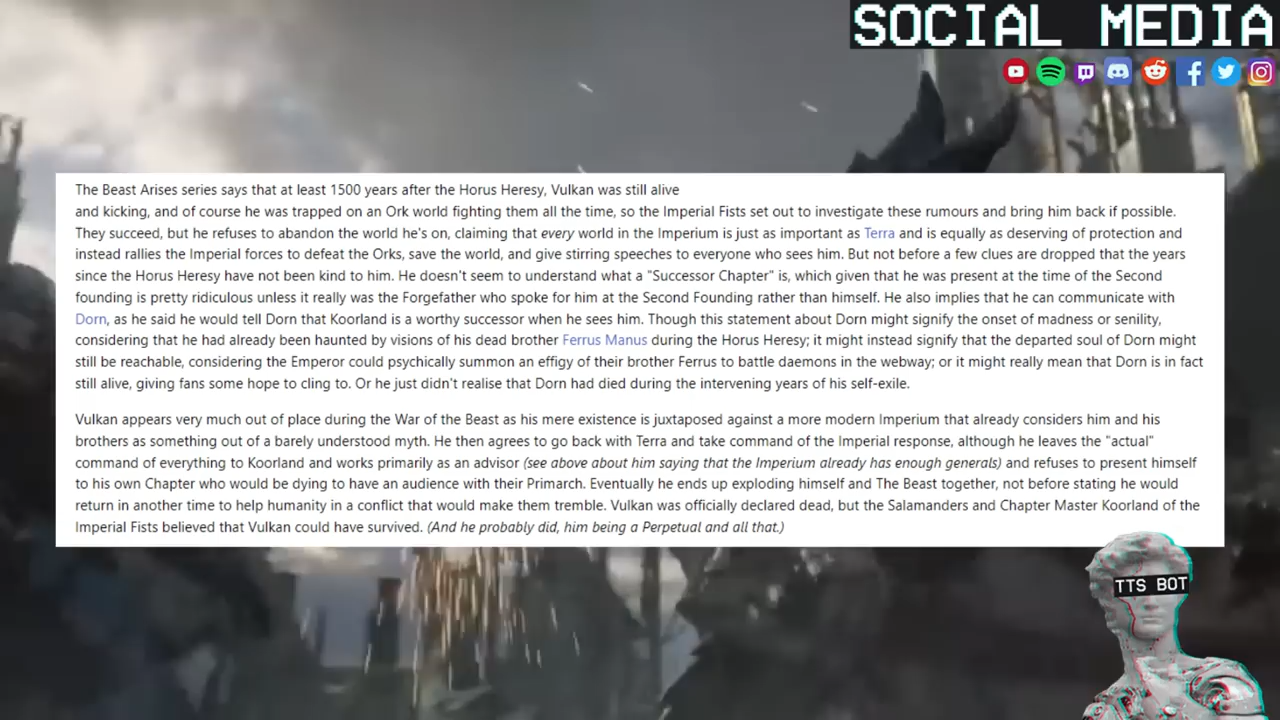 SOCIAL MEDIA
The Beast Arises series says that at least 1500 years after the Horus Heresy, Vulkan was still alive
and kicking, and of course he was trapped on an Ork world fighting them all the time, so the Imperial Fists set out to investigate these rumours and bring him back if possible.
They succeed, but he refuses to abandon the world he's on, claiming that every world in the Imperium is just as important as Terra and is equally as deserving of protection and
instead rallies the Imperial forces to defeat the Orks, save the world, and give stirring speeches to everyone who sees him. But not before a few clues are dropped that the years
since the Horus Heresy have not been kind to him. He doesn't seem to understand what a "Successor Chapter" is, which given that he was present at the time of the Second
founding is pretty ridiculous unless it really was the Forgefather who spoke for him at the Second Founding rather than himself. He also implies that he can communicate with
Dorn, as he said he would tell Dorn that Koorland is a worthy successor when he sees him. Though this statement about Dorn might signify the onset of madness or senility,
considering that he had already been haunted by visions of his dead brother Ferrus Manus during the Horus Heresy; it might instead signify that the departed soul of Dorn might
still be reachable, considering the Emperor could psychically summon an effigy of their brother Ferrus to battle daemons in the webway; or it might really mean that Dorn is in fact
still alive, giving fans some hope to cling to. Or he just didn't realise that Dorn had died during the intervening years of his self-exile.
Vulkan appears very much out of place during the War of the Beast as his mere existence is juxtaposed against a more modern Imperium that already considers him and his
brothers as something out of a barely understood myth. He then agrees to go back with Terra and take command of the Imperial response, although he leaves the "actual"
command of everything to Koorland and works primarily as an advisor (see above about him saying that the Imperium already has enough generals) and refuses to present himself
to his own Chapter who would be dying to have an audience with their Primarch. Eventually he ends up exploding himself and The Beast together, not before stating he would
return in another time to help humanity in a conflict that would make them tremble. Vulkan was officially declared dead, but the Salamanders and Chapter Master Koorland of the
Imperial Fists believed that Vulkan could have survived. (And he probably did, him being a Perpetual and all that.)
TTS BOT